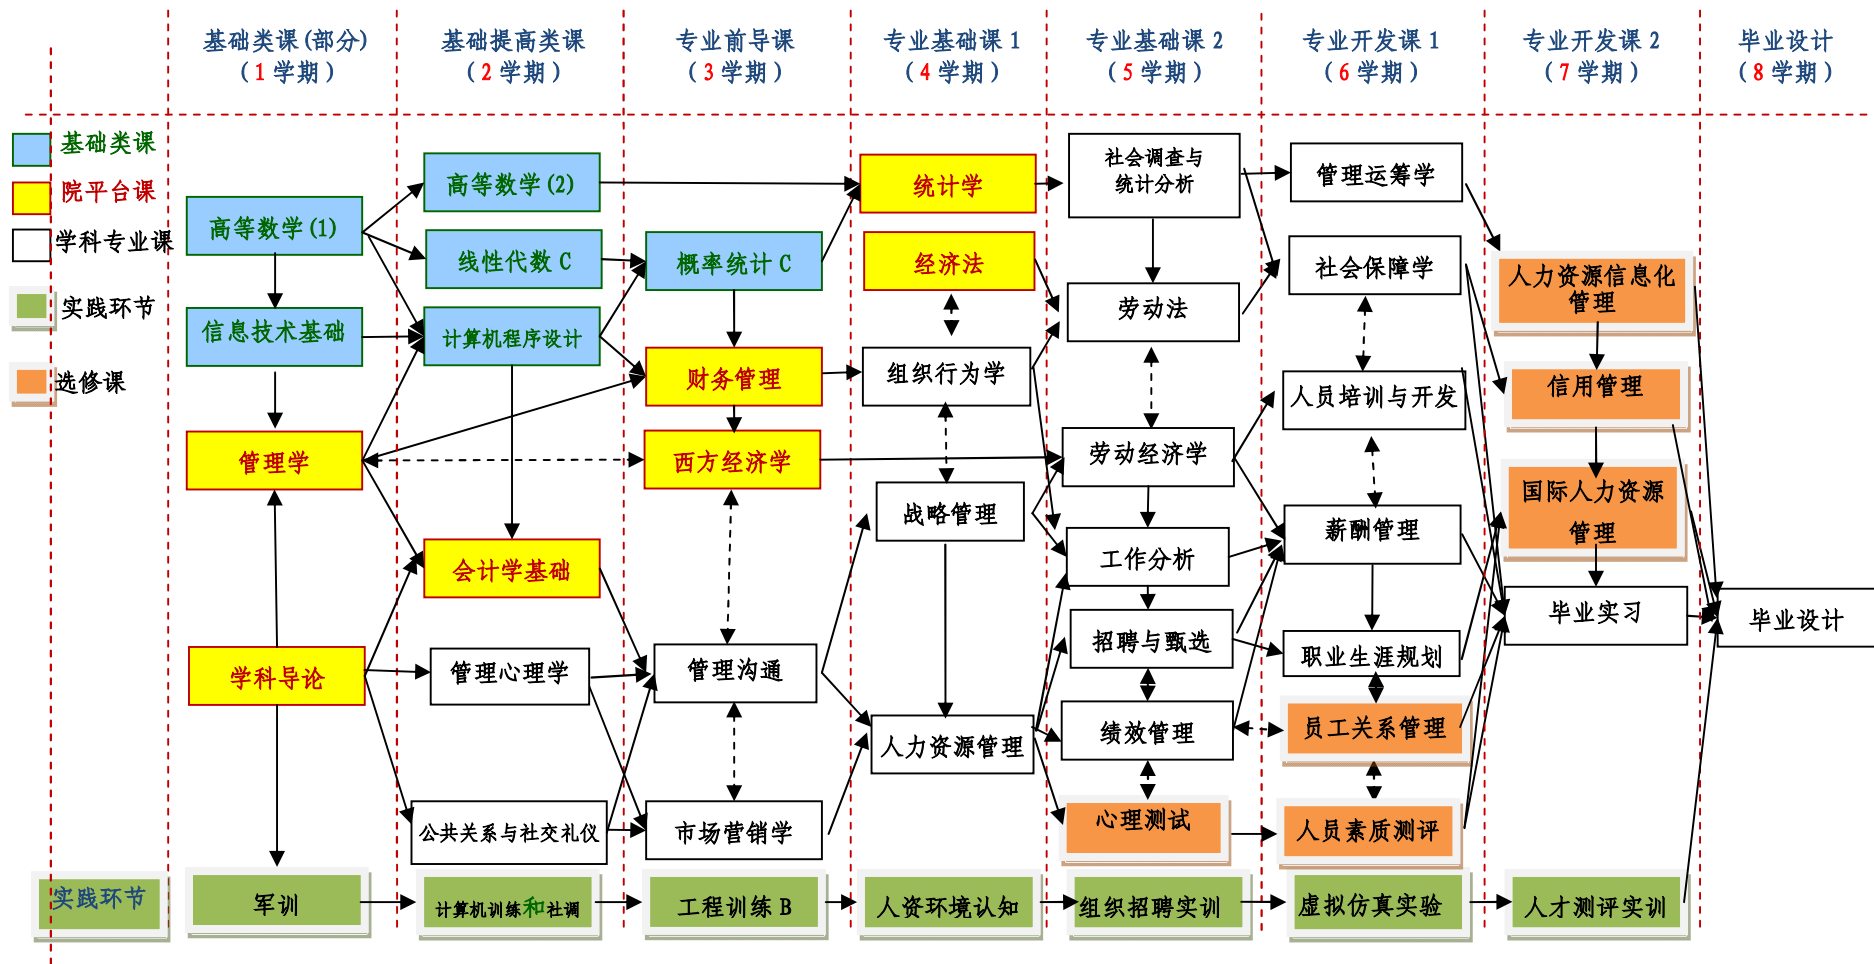 基础类课(部分)
(1学期)
基础提高类课
(2学期)
专业前导课
(3学期)
专业基础课1
(4学期)
专业基础课2
(5学期)
专业开发课1
(6学期)
专业开发课2
(7学期)
毕业设计
(8学期)
基础类课
院平台课
学科专业课
实践环节
选修课
高等数学(1)
信息技术基础
管理学
学科导论
高等数学(2)
线性代数C
计算机程序设计
会计学基础
管理心理学
公共关系与社交礼仪
概率统计C
财务管理
西方经济学
管理沟通
市场营销学
统计学
经济法
组织行为学
战略管理
人力资源管理
社会调查与
统计分析
劳动法
劳动经济学
工作分析
招聘与甄选
绩效管理
心理测试
管理运筹学
社会保障学
人员培训与开发
薪酬管理
职业生涯规划
员工关系管理
人员素质测评
人力资源信息化
管理
信用管理
国际人力资源
管理
毕业实习
毕业设计
实践环节
军训
计算机训练和社调
工程训练B
人资环境认知
组织招聘实训
虚拟仿真实验
人才测评实训